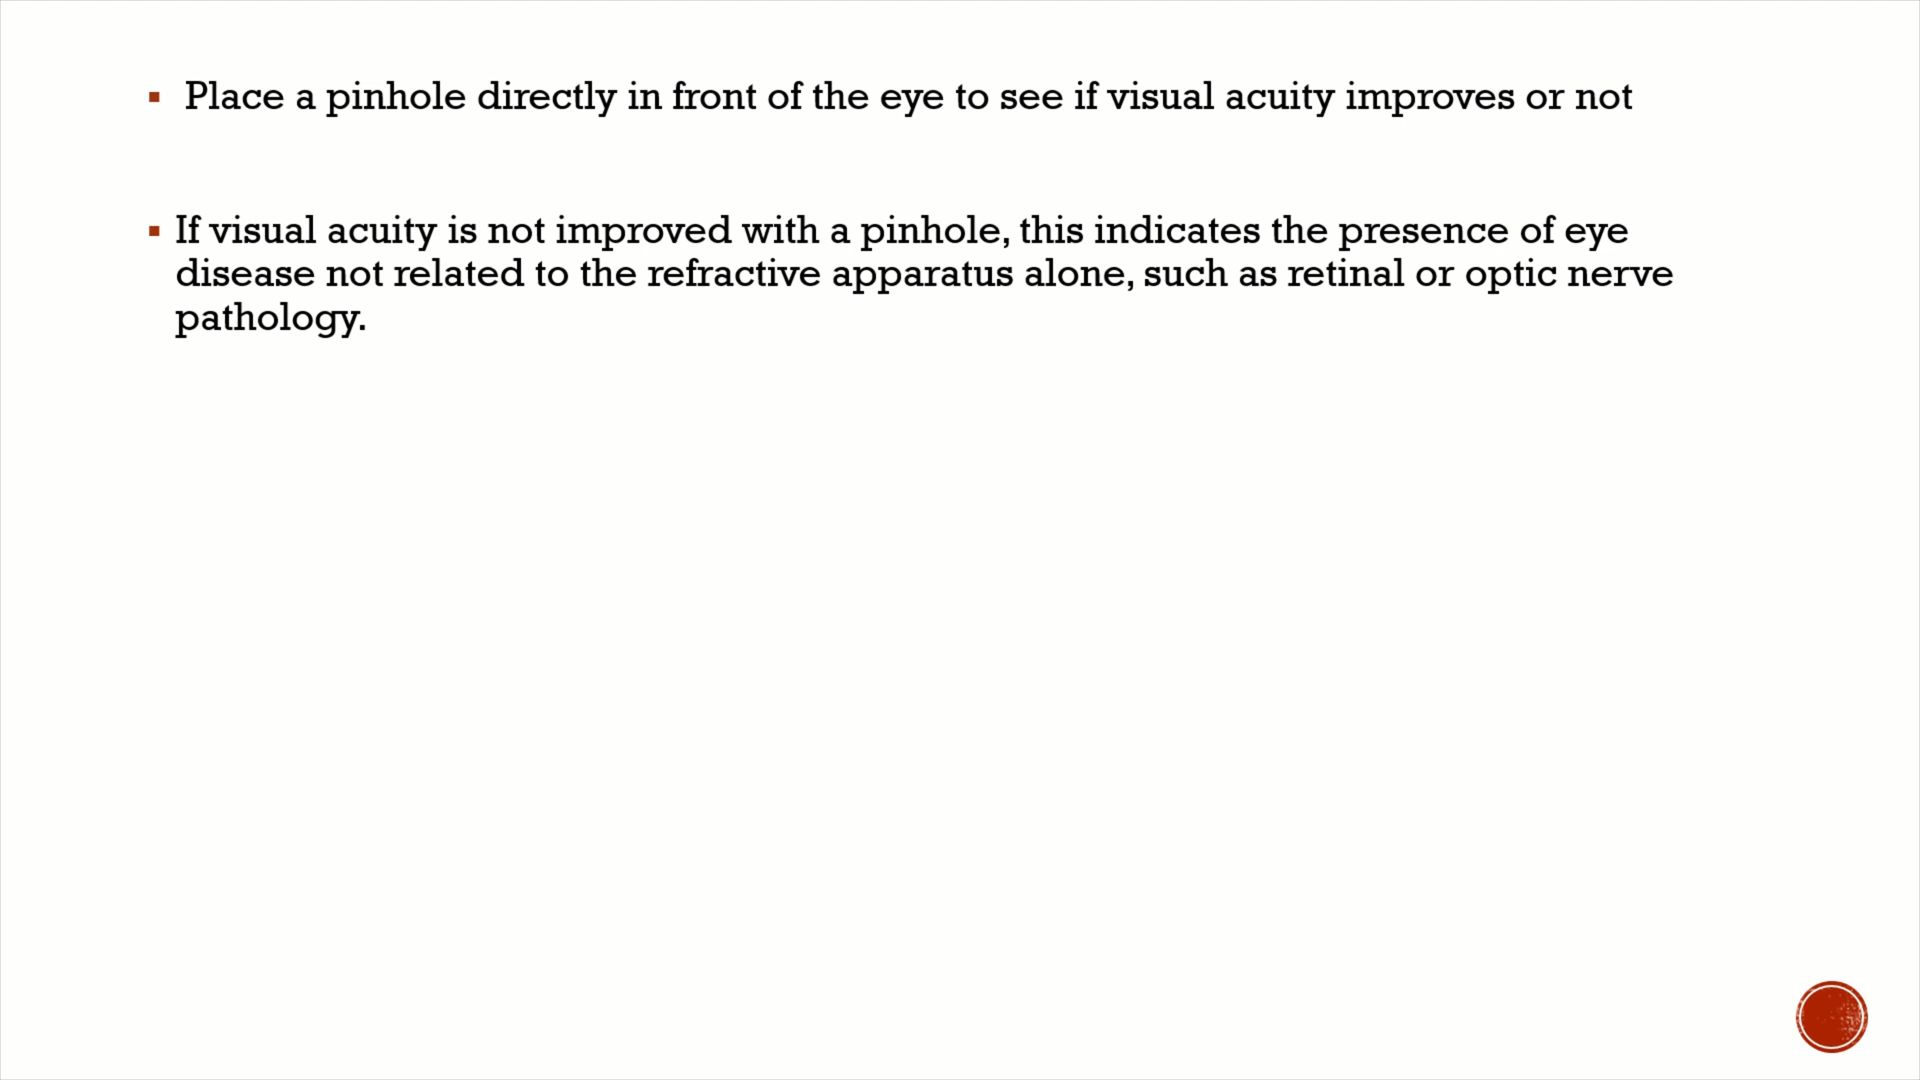 ▪ Place a pinhole directly in front of the eye to see if visual acuity improves or not
▪ If visual acuity is not improved with a pinhole, this indicates the presence of eye
disease not related to the refractive apparatus alone, such as retinal or optic nerve
pathology.